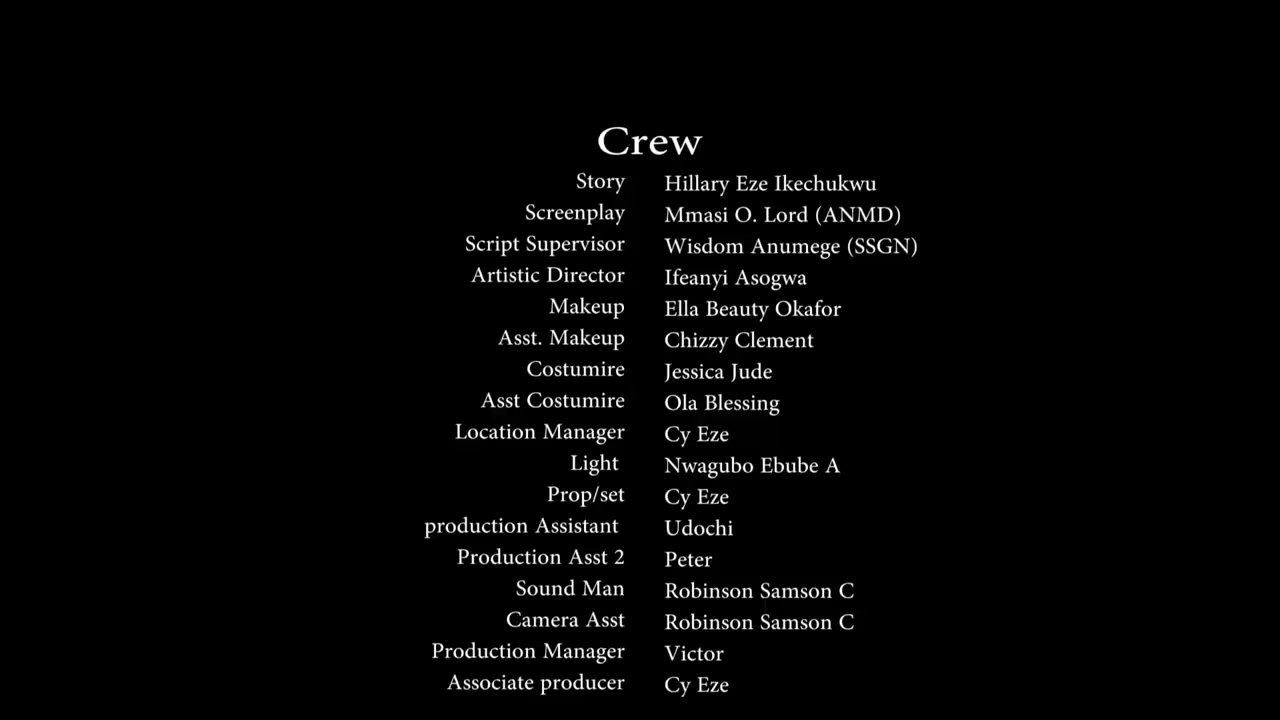 Crew
Story Hillary Eze Ikechukwu
Screenplay Mmasi O. Lord (ANMD)
Script Supervisor Wisdom Anumege (SSGN)
Artistic Director Ifeanyi Asogwa
Makeup Ella Beauty Okafor
Asst. Makeup Chizzy Clement
Costumire Jessica Jude
Asst Costumire Ola Blessing
Location Manager Cy Eze
Light Nwagubo Ebube A
Prop/set Cy Eze
production Assistant Udochi
Production Asst 2 Peter
Sound Man Robinson Samson C
Camera Asst Robinson Samson C
Production Manager Victor
Associate producer Cy Eze